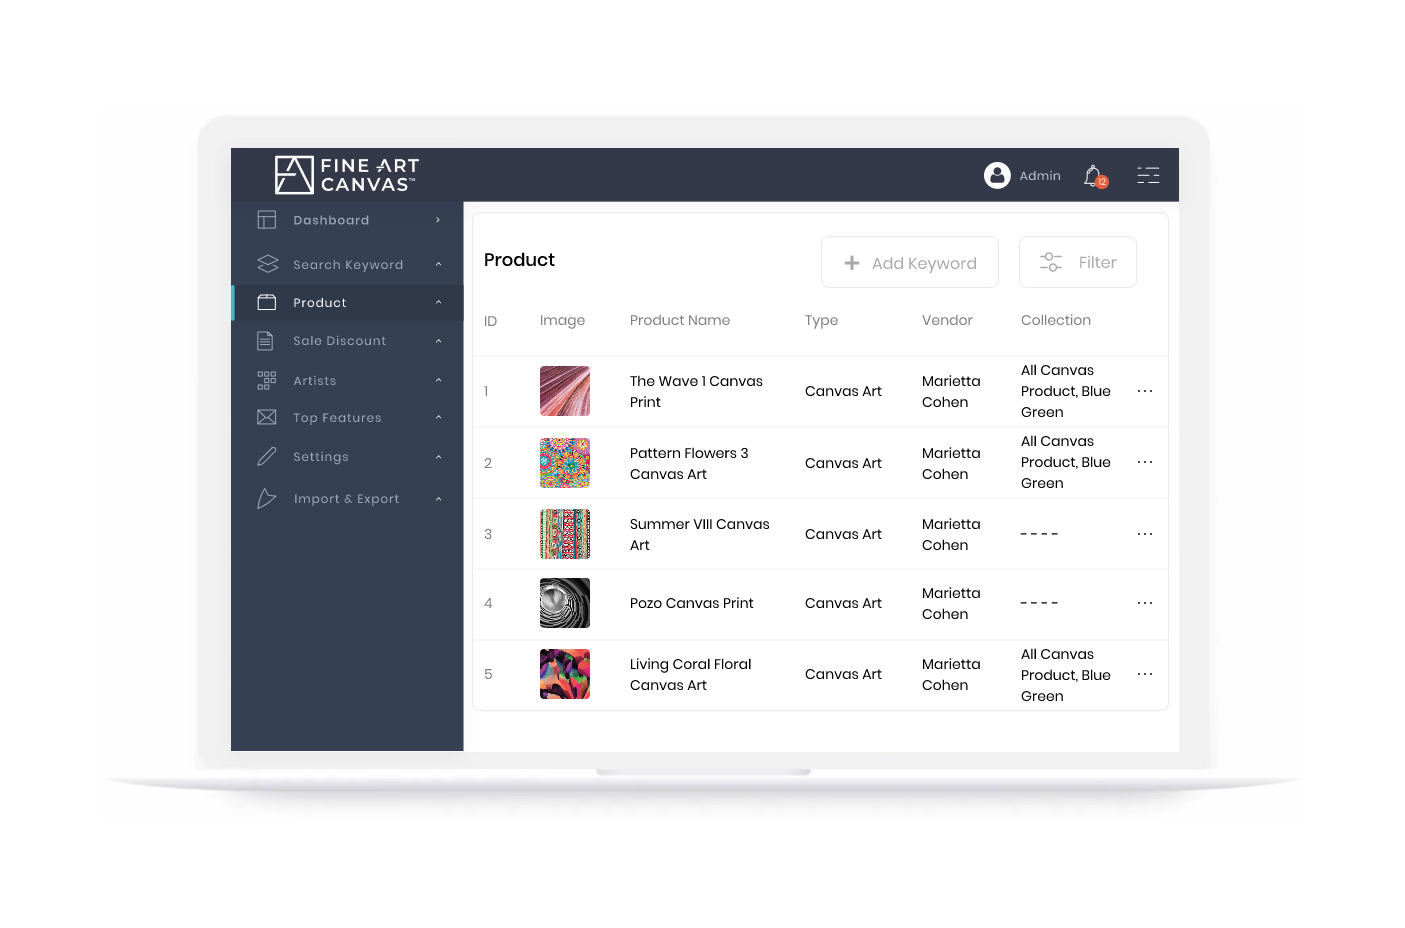 FINE ART
CANVAS™
Admin
12
Dashboard
Search Keyword
Product
Sale Discount
Artists
Top Features
Settings
Import & Export
Product
Add Keyword
Filter
ID Image Product Name Type Vendor Collection
1
The Wave 1 Canvas
Print
Canvas Art
Marietta
Cohen
All Canvas
Product, Blue
Green
...
2
Pattern Flowers 3
Canvas Art
Canvas Art
Marietta
Cohen
All Canvas
Product, Blue
Green
...
3
Summer VIII Canvas
Art
Canvas Art
Marietta
Cohen
----
...
4
Pozo Canvas Print
Canvas Art
Marietta
Cohen
----
...
5
Living Coral Floral
Canvas Art
Canvas Art
Marietta
Cohen
All Canvas
Product, Blue
Green
...